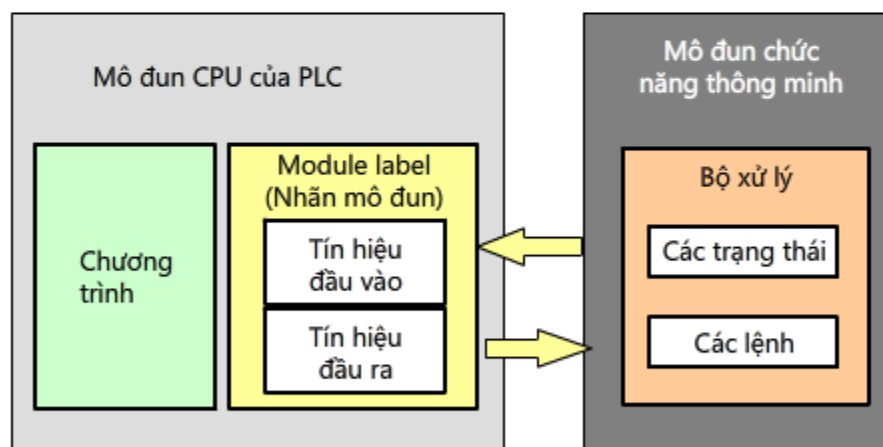 Mô đun CPU của PLC
Chương
trình
Module label
(Nhãn mô đun)
Tín hiệu
đầu vào
Tín hiệu
đầu ra
Mô đun chức
năng thông minh
Bộ xử lý
Các trạng thái
Các lệnh